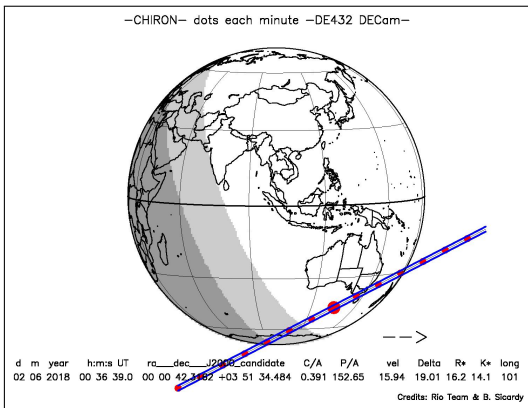 -CHIRON- dots each minute -DE432 DECam-
d m year h:m:s UT ra___dec___J2000_candidate C/A P/A vel Delta R* K* long
02 06 2018 00 36 39.0 00 00 42. +03 51 34.484 0.391 152.65 15.94 19.01 16.2 14.1 101
Credits: Rio Team & B. Sicardy